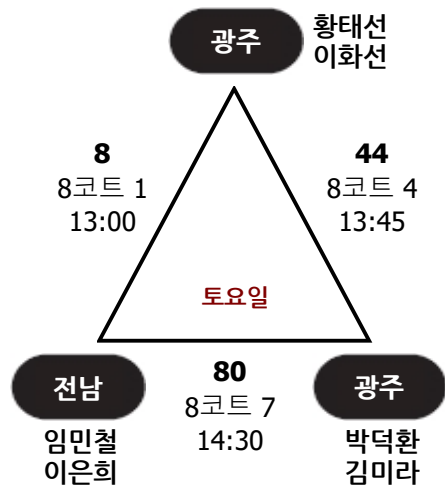 광주
황태선
이화선
8
8코트 1
13:00
44
8코트 4
13:45
토요일
전남
임민철
이은희
80
8코트 7
14:30
광주
박덕환
김미라